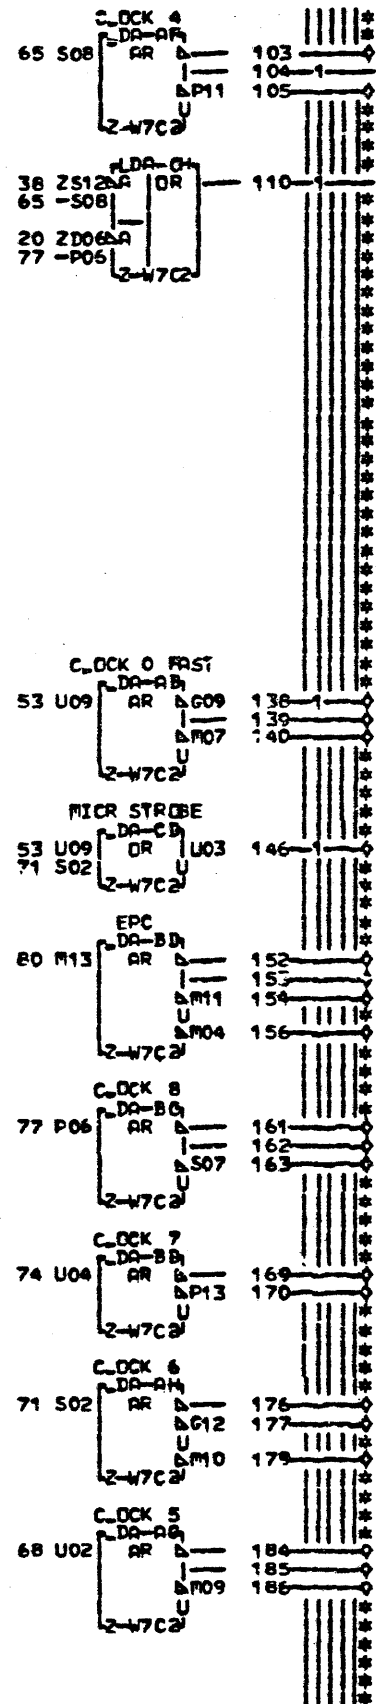 CLOCK 4
DA-AF
65 S08 AR 103
104 1
P11 105
Z-W7C2
LDA-CH
38 ZS12 A OR 110 1
65 -S08
20 ZD06 A
77 -P06
Z-W7C2
CLOCK 0 FAST
DA-AB
53 U09 AR G09 138 1
139
M07 140
Z-W7C2
MICR STROBE
DA-CD
53 U09 OR U03 146 1
71 S02
Z-W7C2
EPC
DA-BD
80 M13 AR 152
153
M11 154
M04 156
Z-W7C2
CLOCK 8
DA-BC
77 P06 AR 161
162
S07 163
Z-W7C2
CLOCK 7
DA-BB
74 U04 AR 169
P13 170
Z-W7C2
CLOCK 6
DA-AH
71 S02 AR 176
G12 177
M10 179
Z-W7C2
CLOCK 5
DA-AG
68 U02 AR 184
185
M09 186
Z-W7C2